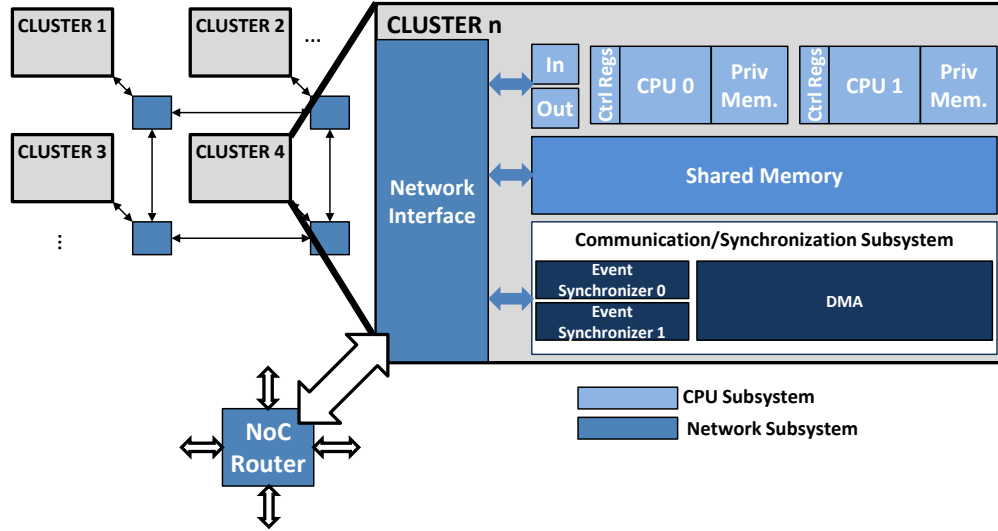 CLUSTER 1
CLUSTER 2
...
CLUSTER 3
CLUSTER 4
...
CLUSTER n
Network
Interface
In
Out
Ctrl Regs
CPU 0
Priv
Mem.
Ctrl Regs
CPU 1
Priv
Mem.
Shared Memory
Communication/Synchronization Subsystem
Event
Synchronizer 0
Event
Synchronizer 1
DMA
NoC
Router
CPU Subsystem
Network Subsystem